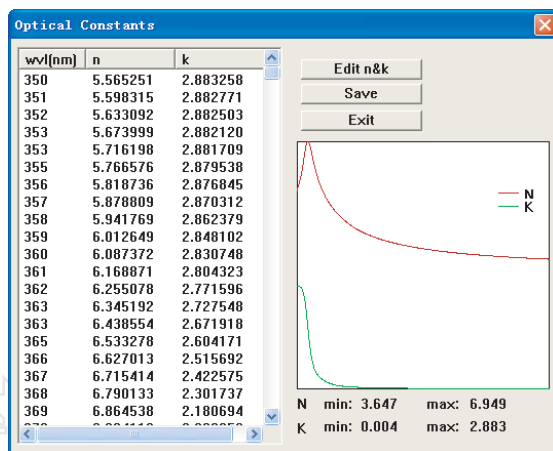 Optical Constants
wvl(nm) n k
350 5.565251 2.883258
351 5.598315 2.882771
352 5.633092 2.882503
353 5.673999 2.882120
353 5.716198 2.881709
355 5.766576 2.879538
356 5.818736 2.876845
357 5.878809 2.870312
358 5.941769 2.862379
359 6.012649 2.848102
360 6.087372 2.830748
361 6.168871 2.804323
362 6.255078 2.771596
363 6.345192 2.727548
363 6.438554 2.671918
365 6.533278 2.604171
366 6.627013 2.515692
367 6.715414 2.422575
368 6.790133 2.301737
369 6.864538 2.180694
Edit n&k
Save
Exit
N
K
N min: 3.647 max: 6.949
K min: 0.004 max: 2.883